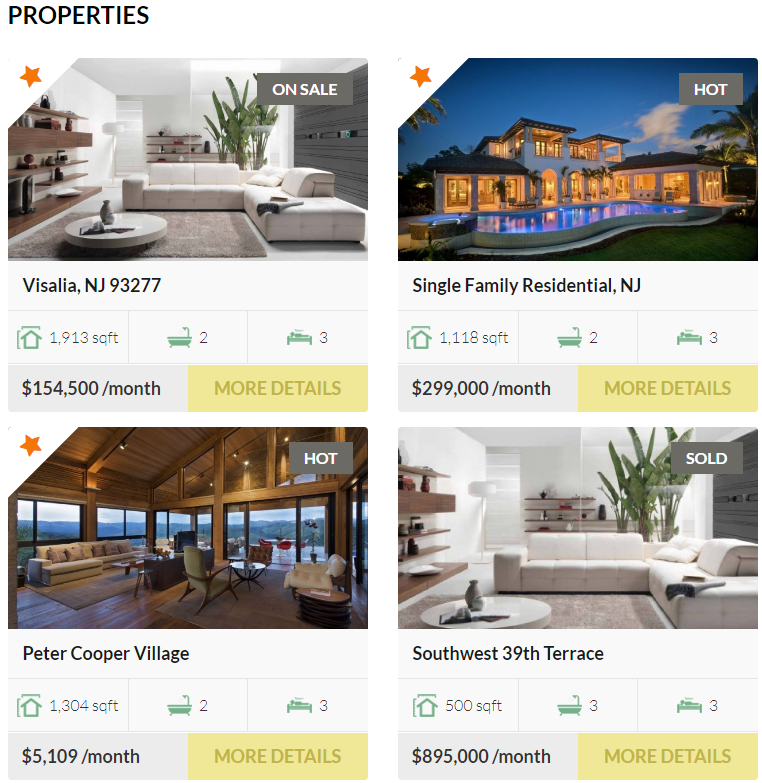 PROPERTIES
ON SALE
Visalia, NJ 93277
1,913 sqft 2 3
$154,500 /month MORE DETAILS
HOT
Single Family Residential, NJ
1,118 sqft 2 3
$299,000 /month MORE DETAILS
HOT
Peter Cooper Village
1,304 sqft 2 3
$5,109 /month MORE DETAILS
SOLD
Southwest 39th Terrace
500 sqft 3 3
$895,000 /month MORE DETAILS